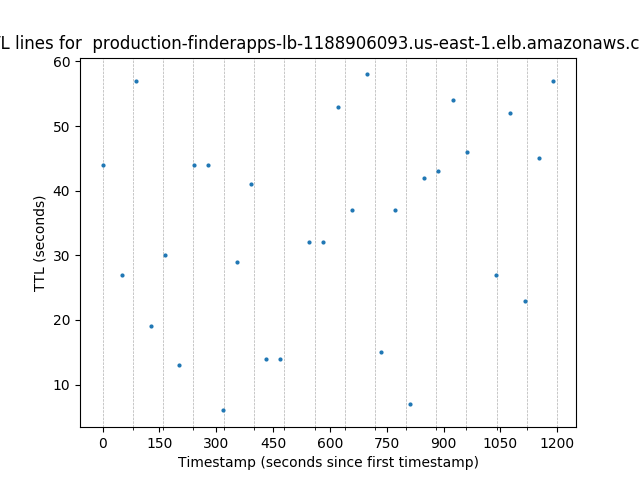 L lines for production-finderapps-lb-1188906093.us-east-1.elb.amazonaws.c
60
50
40
30
20
10
TTL (seconds)
0 150 300 450 600 750 900 1050 1200
Timestamp (seconds since first timestamp)